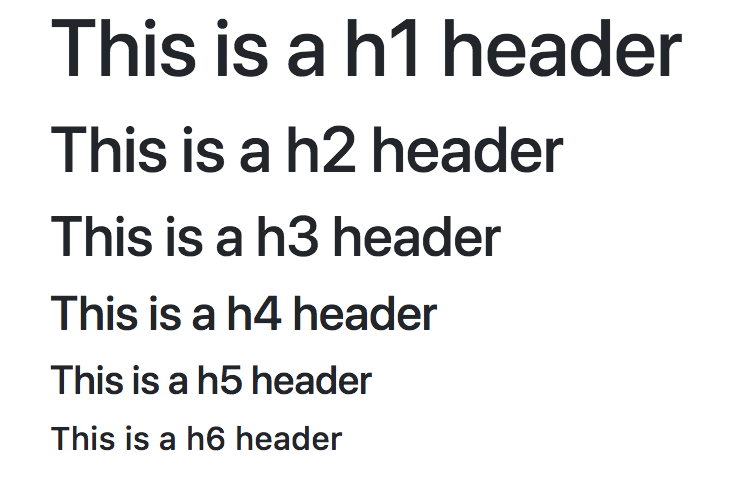 This is a h1 header
This is a h2 header
This is a h3 header
This is a h4 header
This is a h5 header
This is a h6 header